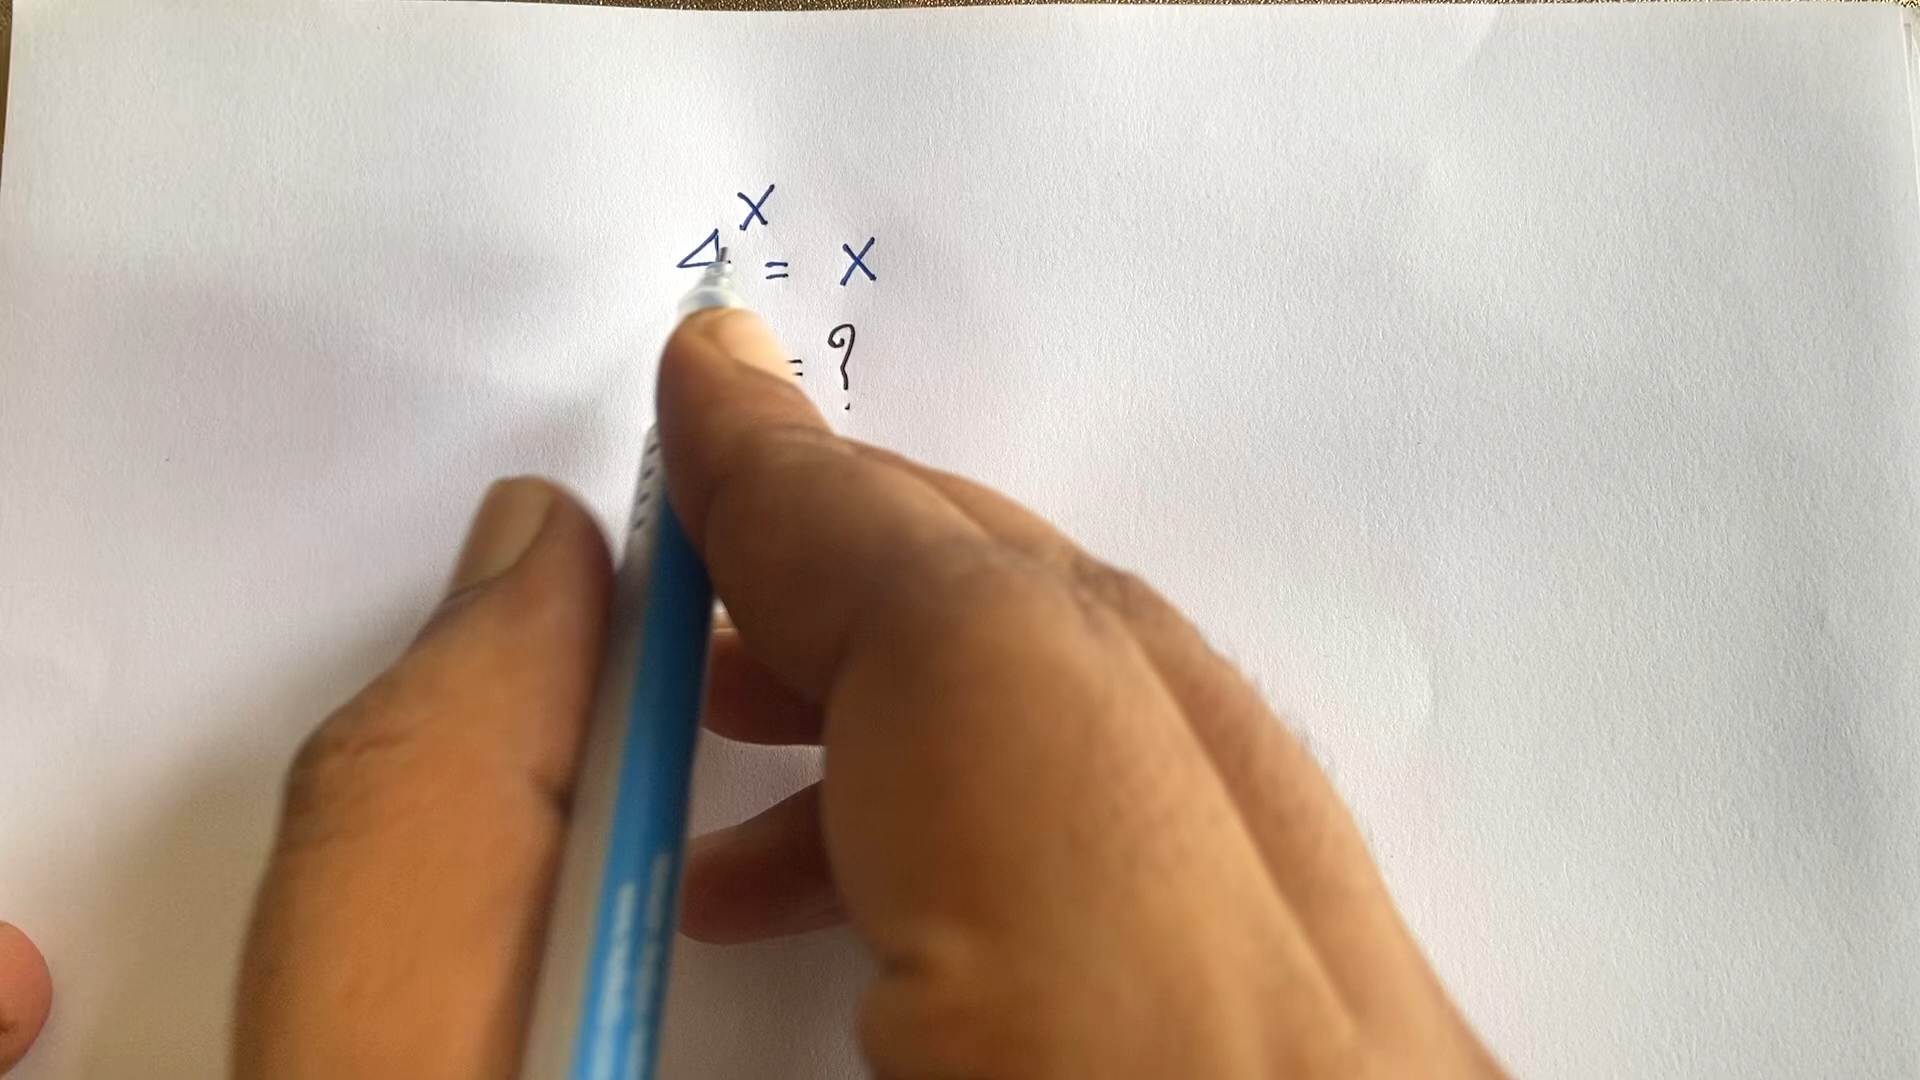 4^x = x
= ?